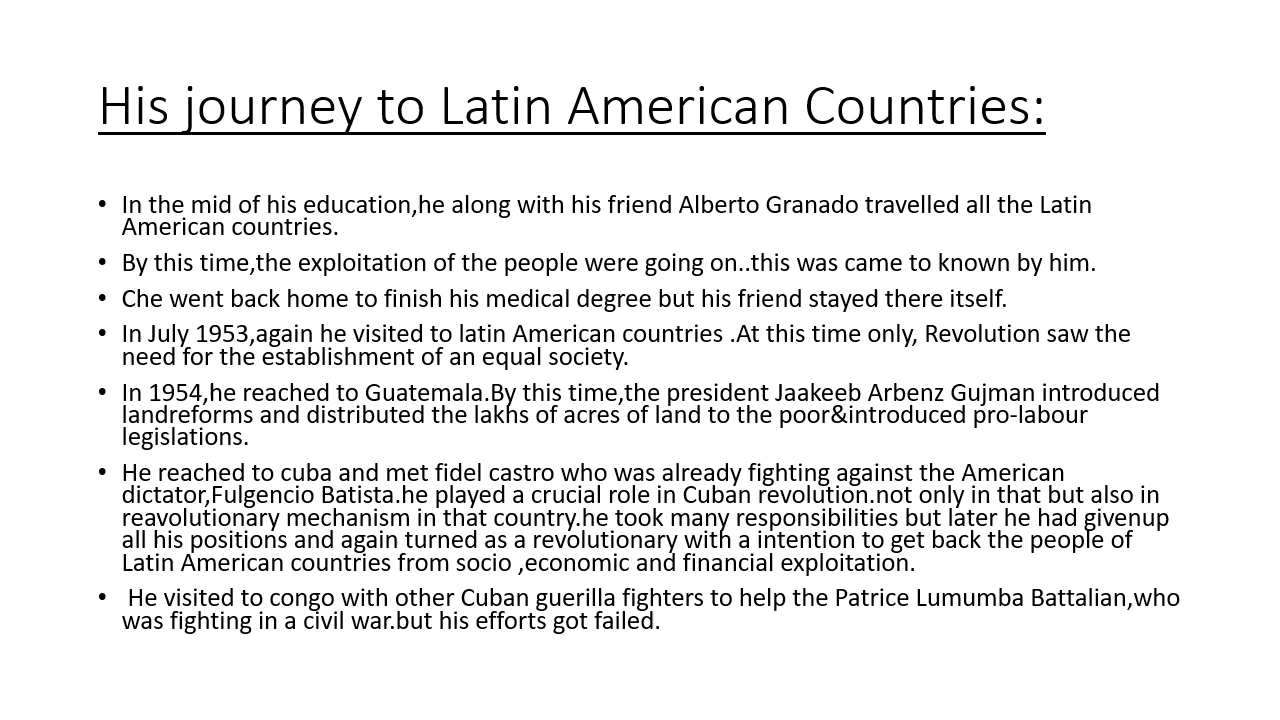 His journey to Latin American Countries:
• In the mid of his education,he along with his friend Alberto Granado travelled all the Latin
American countries.
• By this time,the exploitation of the people were going on..this was came to known by him.
• Che went back home to finish his medical degree but his friend stayed there itself.
• In July 1953,again he visited to latin American countries .At this time only, Revolution saw the
need for the establishment of an equal society.
• In 1954,he reached to Guatemala.By this time,the president Jaakeeb Arbenz Gujman introduced
landreforms and distributed the lakhs of acres of land to the poor&introduced pro-labour
legislations.
• He reached to cuba and met fidel castro who was already fighting against the American
dictator,Fulgencio Batista.he played a crucial role in Cuban revolution.not only in that but also in
reavolutionary mechanism in that country.he took many responsibilities but later he had givenup
all his positions and again turned as a revolutionary with a intention to get back the people of
Latin American countries from socio ,economic and financial exploitation.
• He visited to congo with other Cuban guerilla fighters to help the Patrice Lumumba Battalian,who
was fighting in a civil war.but his efforts got failed.